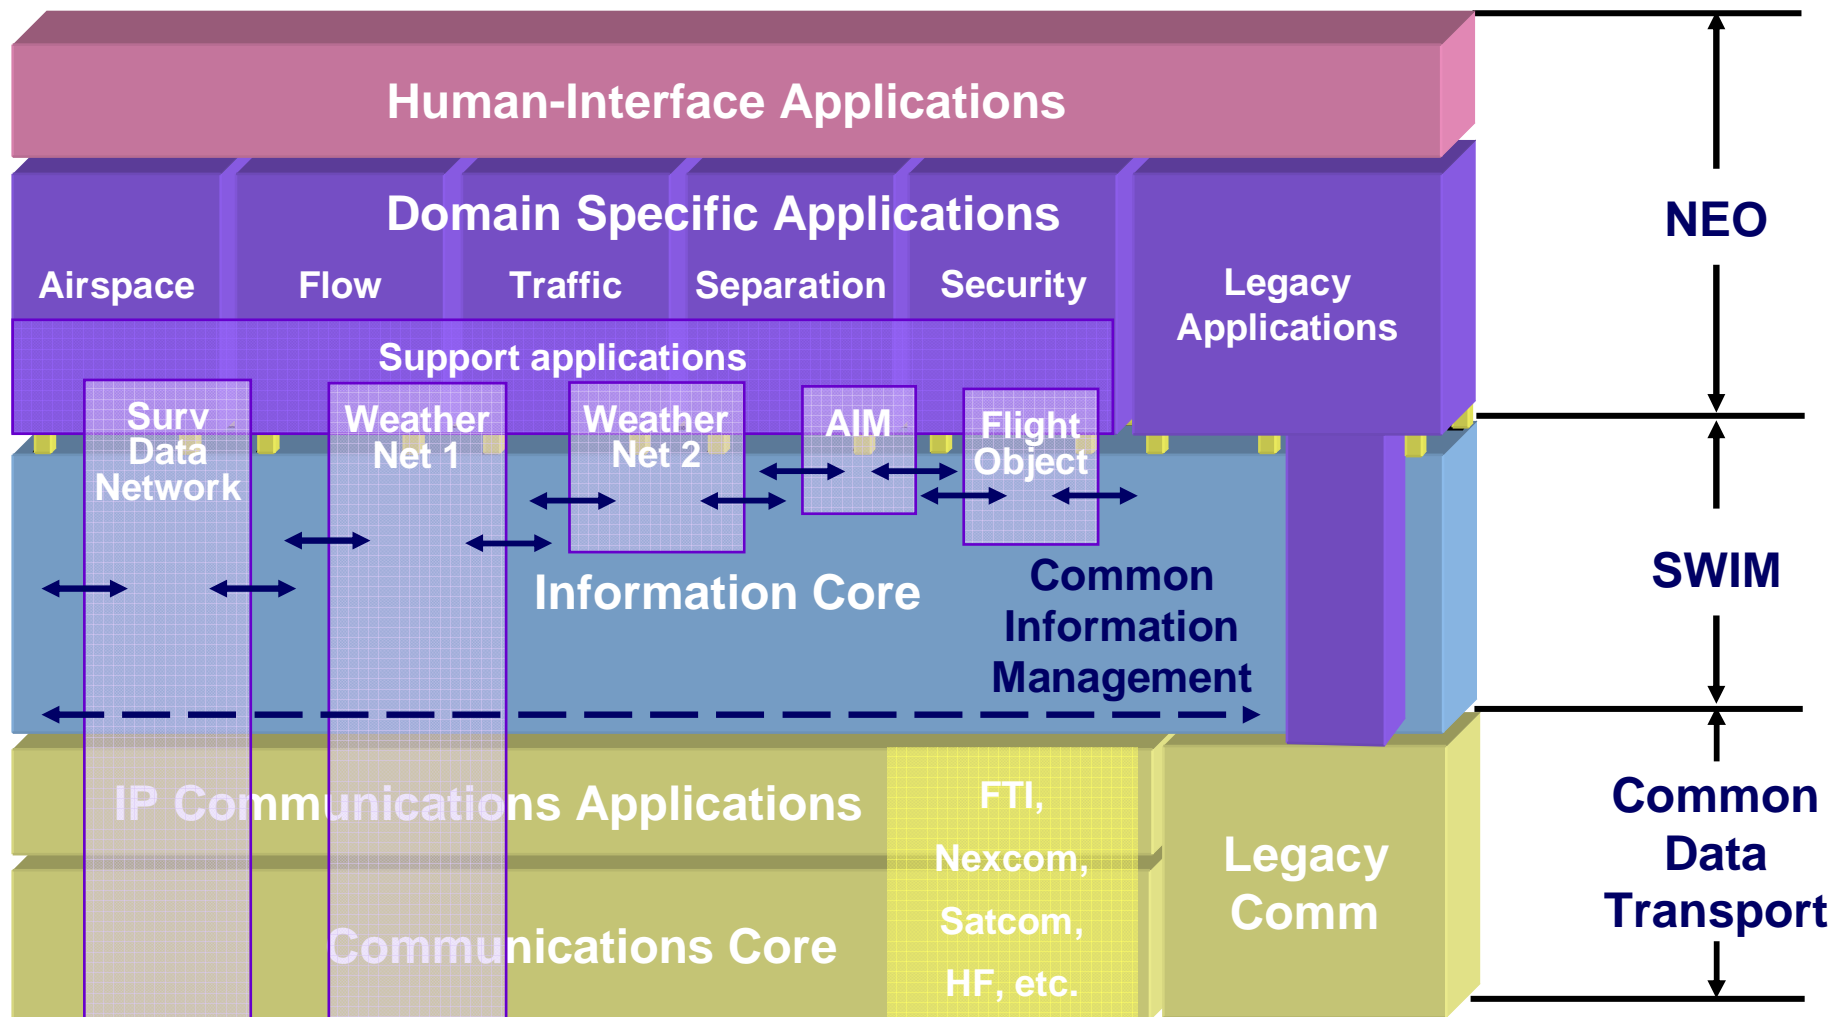 Human-Interface Applications
Domain Specific Applications
Airspace
Flow
Traffic
Separation
Security
Legacy
Applications
Support applications
Surv
Data
Network
Weather
Net 1
Weather
Net 2
AIM
Flight
Object
Information Core
Common
Information
Management
IP Communications Applications
Communications Core
FTI,
Nexcom,
Satcom,
HF, etc.
Legacy
Comm
NEO
SWIM
Common
Data
Transport